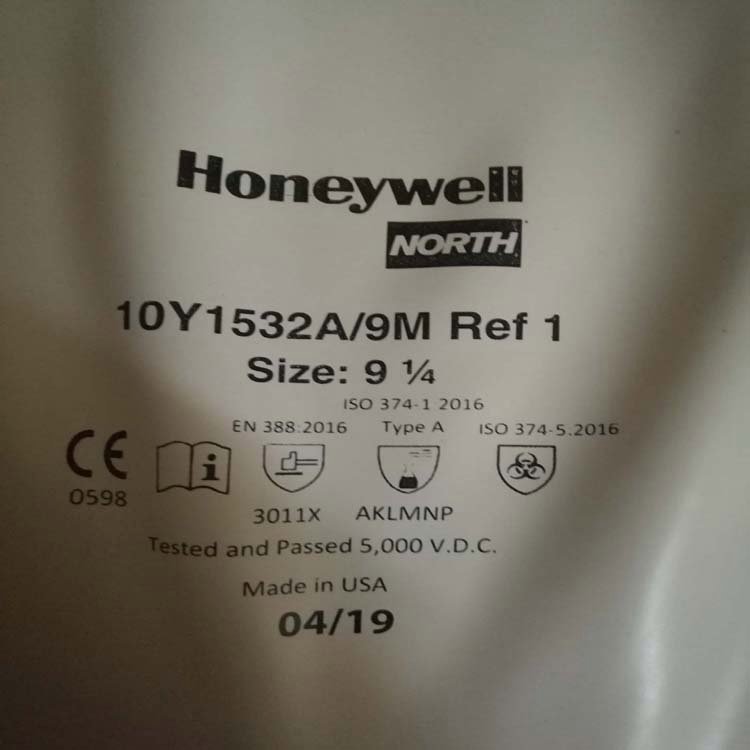 Honeywell
NORTH
10Y1532A/9M Ref 1
Size: 9 ¼
ISO 374-1 2016
EN 388:2016 Type A ISO 374-5.2016
CE
0598
i
3011X AKLMNP
Tested and Passed 5,000 V.D.C.
Made in USA
04/19